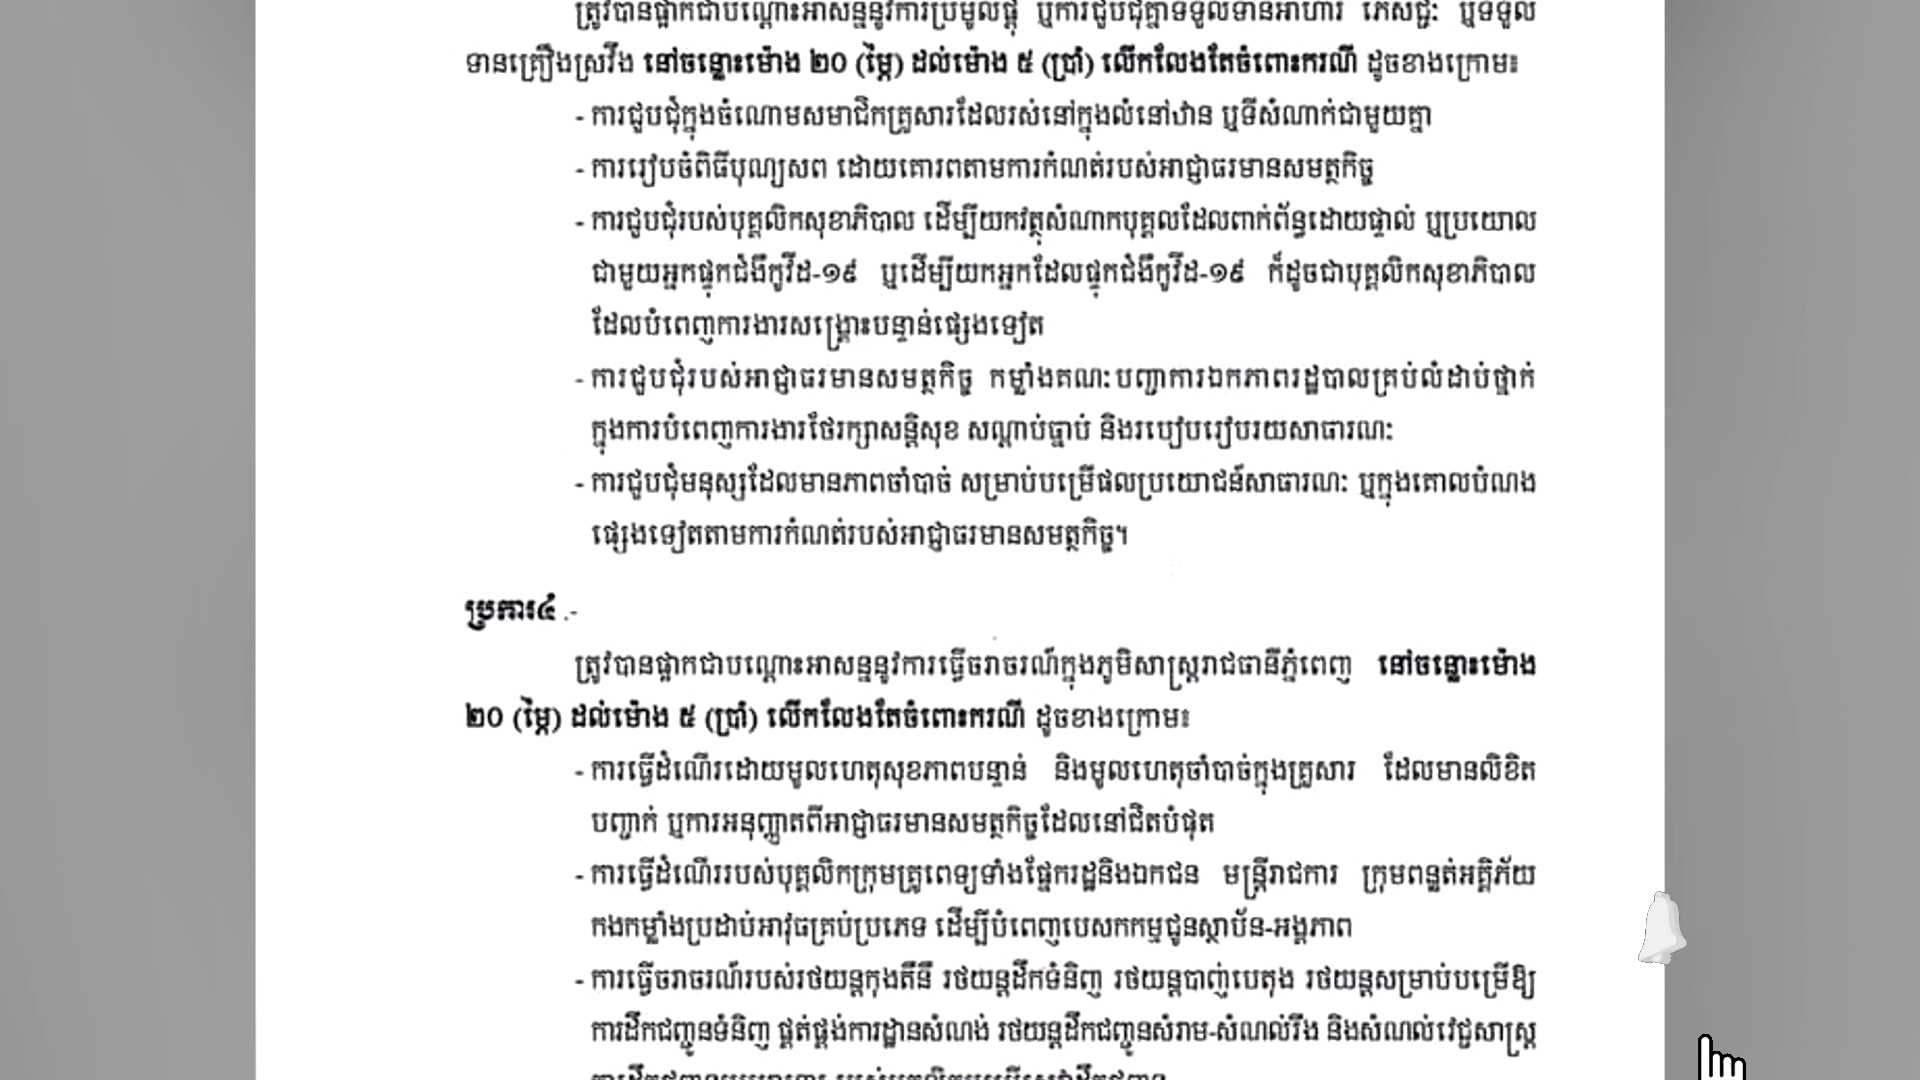 ត្រូវបានផ្អាកជាបណ្ដោះអាសន្ននូវការប្រមូលផ្ដុំ ឬការជួបជុំគ្នាទទួលទានអាហារ ភេសជ្ជៈ ឬទទួល
ទានគ្រឿងស្រវឹង នៅចន្លោះម៉ោង ២០ (ម្ភៃ) ដល់ម៉ោង ៥ (ប្រាំ) លើកលែងតែចំពោះករណី ដូចខាងក្រោម៖
- ការជួបជុំក្នុងចំណោមសមាជិកគ្រួសារដែលរស់នៅក្នុងលំនៅឋាន ឬទីសំណាក់ជាមួយគ្នា
- ការរៀបចំពិធីបុណ្យសព ដោយគោរពតាមការកំណត់របស់អាជ្ញាធរមានសមត្ថកិច្ច
- ការជួបជុំរបស់បុគ្គលិកសុខាភិបាល ដើម្បីយកវត្ថុសំណាកបុគ្គលដែលពាក់ព័ន្ធដោយផ្ទាល់ ឬប្រយោល
ជាមួយអ្នកផ្ទុកជំងឺកូវីដ-១៩ ឬដើម្បីយកអ្នកដែលផ្ទុកជំងឺកូវីដ-១៩ ក៏ដូចជាបុគ្គលិកសុខាភិបាល
ដែលបំពេញការងារសង្គ្រោះបន្ទាន់ផ្សេងទៀត
- ការជួបជុំរបស់អាជ្ញាធរមានសមត្ថកិច្ច កម្លាំងគណៈបញ្ជាការឯកភាពរដ្ឋបាលគ្រប់លំដាប់ថ្នាក់
ក្នុងការបំពេញការងារថែរក្សាសន្តិសុខ សណ្ដាប់ធ្នាប់ និងរបៀបរៀបរយសាធារណៈ
- ការជួបជុំមនុស្សដែលមានភាពចាំបាច់ សម្រាប់បម្រើផលប្រយោជន៍សាធារណៈ ឬក្នុងគោលបំណង
ផ្សេងទៀតតាមការកំណត់របស់អាជ្ញាធរមានសមត្ថកិច្ច។
ប្រការ៤ .-
ត្រូវបានផ្អាកជាបណ្ដោះអាសន្ននូវការធ្វើចរាចរណ៍ក្នុងភូមិសាស្ត្ររាជធានីភ្នំពេញ នៅចន្លោះម៉ោង
២០ (ម្ភៃ) ដល់ម៉ោង ៥ (ប្រាំ) លើកលែងតែចំពោះករណី ដូចខាងក្រោម៖
- ការធ្វើដំណើរដោយមូលហេតុសុខភាពបន្ទាន់ និងមូលហេតុចាំបាច់ក្នុងគ្រួសារ ដែលមានលិខិត
បញ្ជាក់ ឬការអនុញ្ញាតពីអាជ្ញាធរមានសមត្ថកិច្ចដែលនៅជិតបំផុត
- ការធ្វើដំណើររបស់បុគ្គលិកក្រុមគ្រូពេទ្យទាំងផ្នែករដ្ឋនិងឯកជន មន្ត្រីរាជការ ក្រុមពន្លត់អគ្គិភ័យ
កងកម្លាំងប្រដាប់អាវុធគ្រប់ប្រភេទ ដើម្បីបំពេញបេសកកម្មជូនស្ថាប័ន-អង្គភាព
- ការធ្វើចរាចរណ៍របស់រថយន្តកុងតឺន័រ រថយន្តដឹកទំនិញ រថយន្តបាញ់បេតុង រថយន្តសម្រាប់បម្រើឱ្យ
ការដឹកជញ្ជូនទំនិញ ផ្គត់ផ្គង់ការដ្ឋានសំណង់ រថយន្តដឹកជញ្ជូនសំរាម-សំណល់រឹង និងសំណល់វេជ្ជសាស្ត្រ